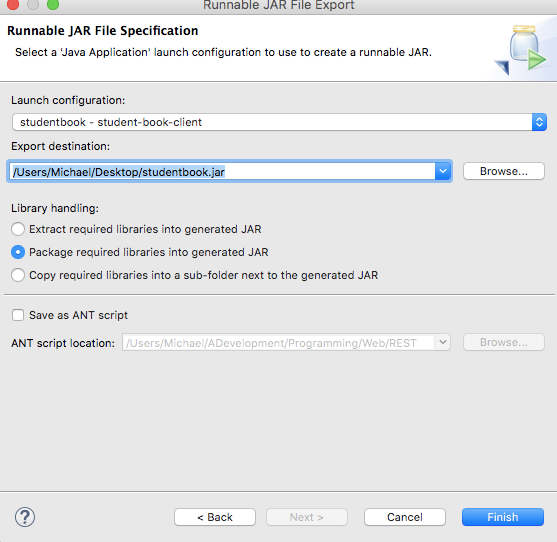 Runnable JAR File Export
Runnable JAR File Specification
Select a 'Java Application' launch configuration to use to create a runnable JAR.
Launch configuration:
studentbook - student-book-client
Export destination:
/Users/Michael/Desktop/studentbook.jar
Browse...
Library handling:
Extract required libraries into generated JAR
Package required libraries into generated JAR
Copy required libraries into a sub-folder next to the generated JAR
Save as ANT script
ANT script location:
/Users/Michael/ADevelopment/Programming/Web/REST
Browse...
?
< Back
Next >
Cancel
Finish